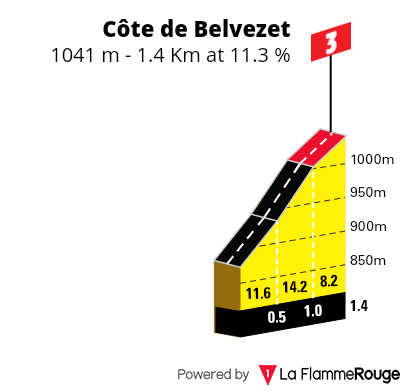 Côte de Belvezet
1041 m - 1.4 Km at 11.3 %
3
1000m
950m
900m
850m
11.6 14.2 8.2
0.5 1.0 1.4
Powered by 1 La FlammeRouge